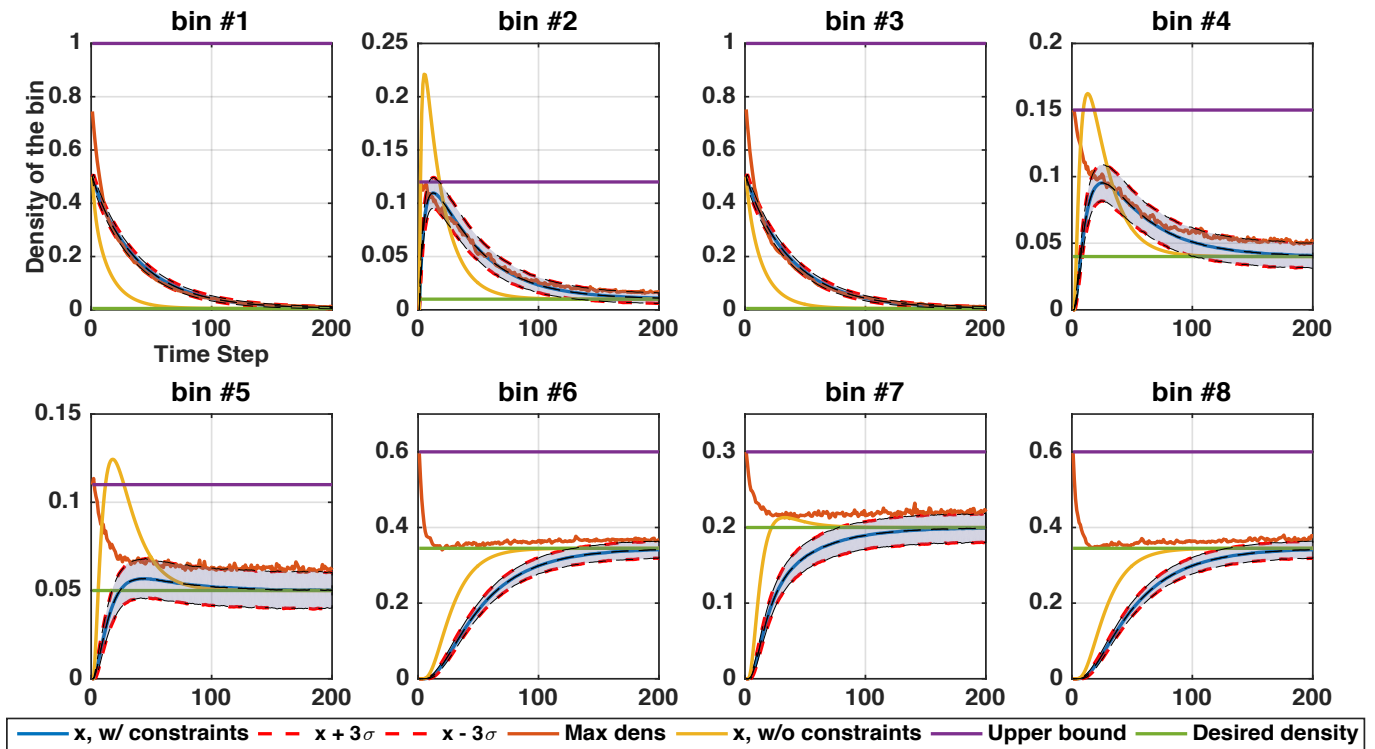 bin #1
bin #2
bin #3
bin #4
1
0.8
0.6
0.4
0.2
0
0.25
0.2
0.15
0.1
0.05
0
1
0.8
0.6
0.4
0.2
0
0.2
0.15
0.1
0.05
0
Density of the bin
0 100 200
0 100 200
0 100 200
0 100 200
Time Step
bin #5
bin #6
bin #7
bin #8
0.15
0.1
0.05
0
0.6
0.4
0.2
0
0.3
0.2
0.1
0
0.6
0.4
0.2
0
0 100 200
0 100 200
0 100 200
0 100 200
x, w/ constraints x + 3σ x - 3σ Max dens x, w/o constraints Upper bound Desired density